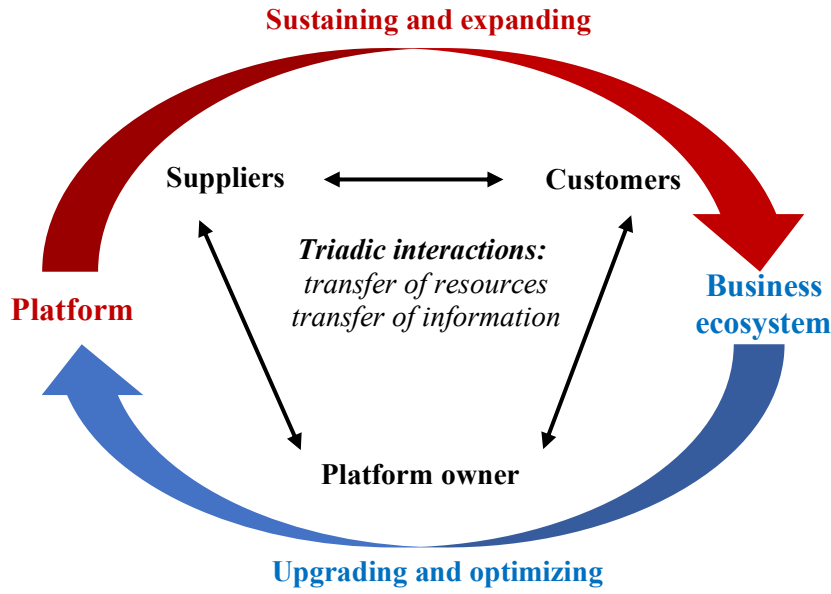 Sustaining and expanding
Suppliers
Customers
Triadic interactions:
transfer of resources
transfer of information
Platform
Business
ecosystem
Platform owner
Upgrading and optimizing